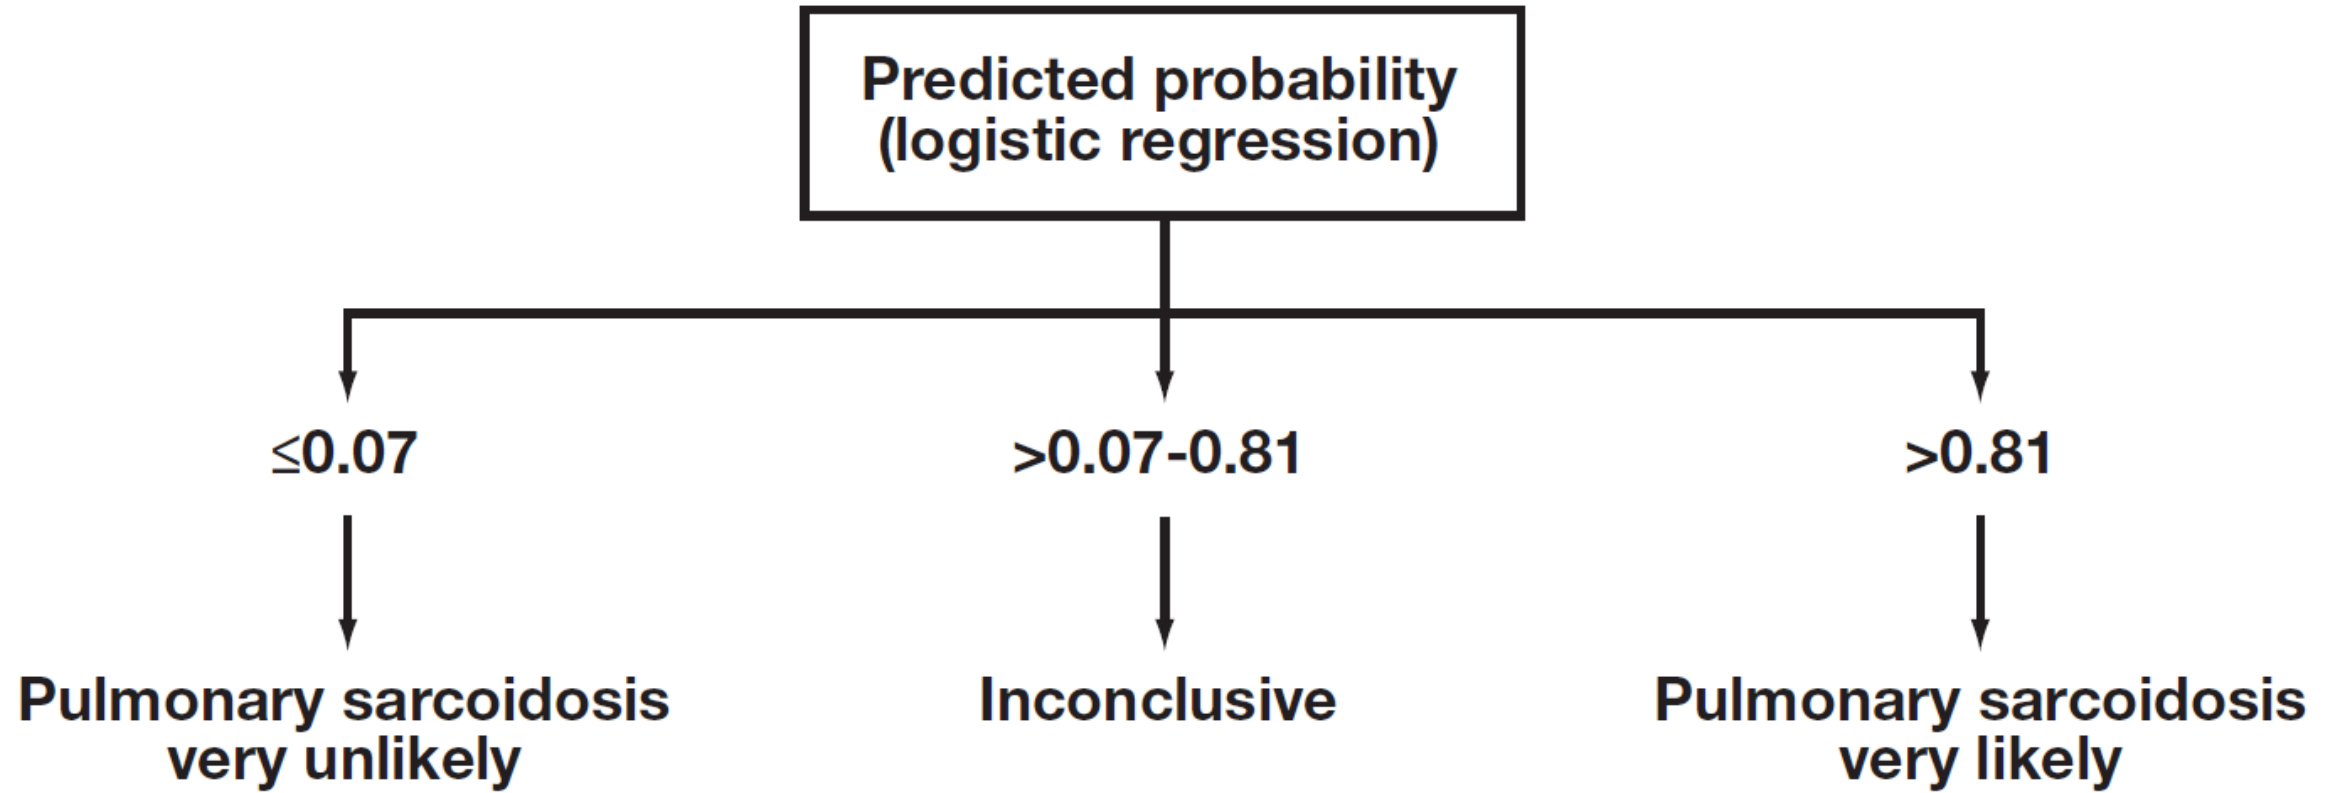 Predicted probability
(logistic regression)
≤0.07
>0.07-0.81
>0.81
Pulmonary sarcoidosis
very unlikely
Inconclusive
Pulmonary sarcoidosis
very likely